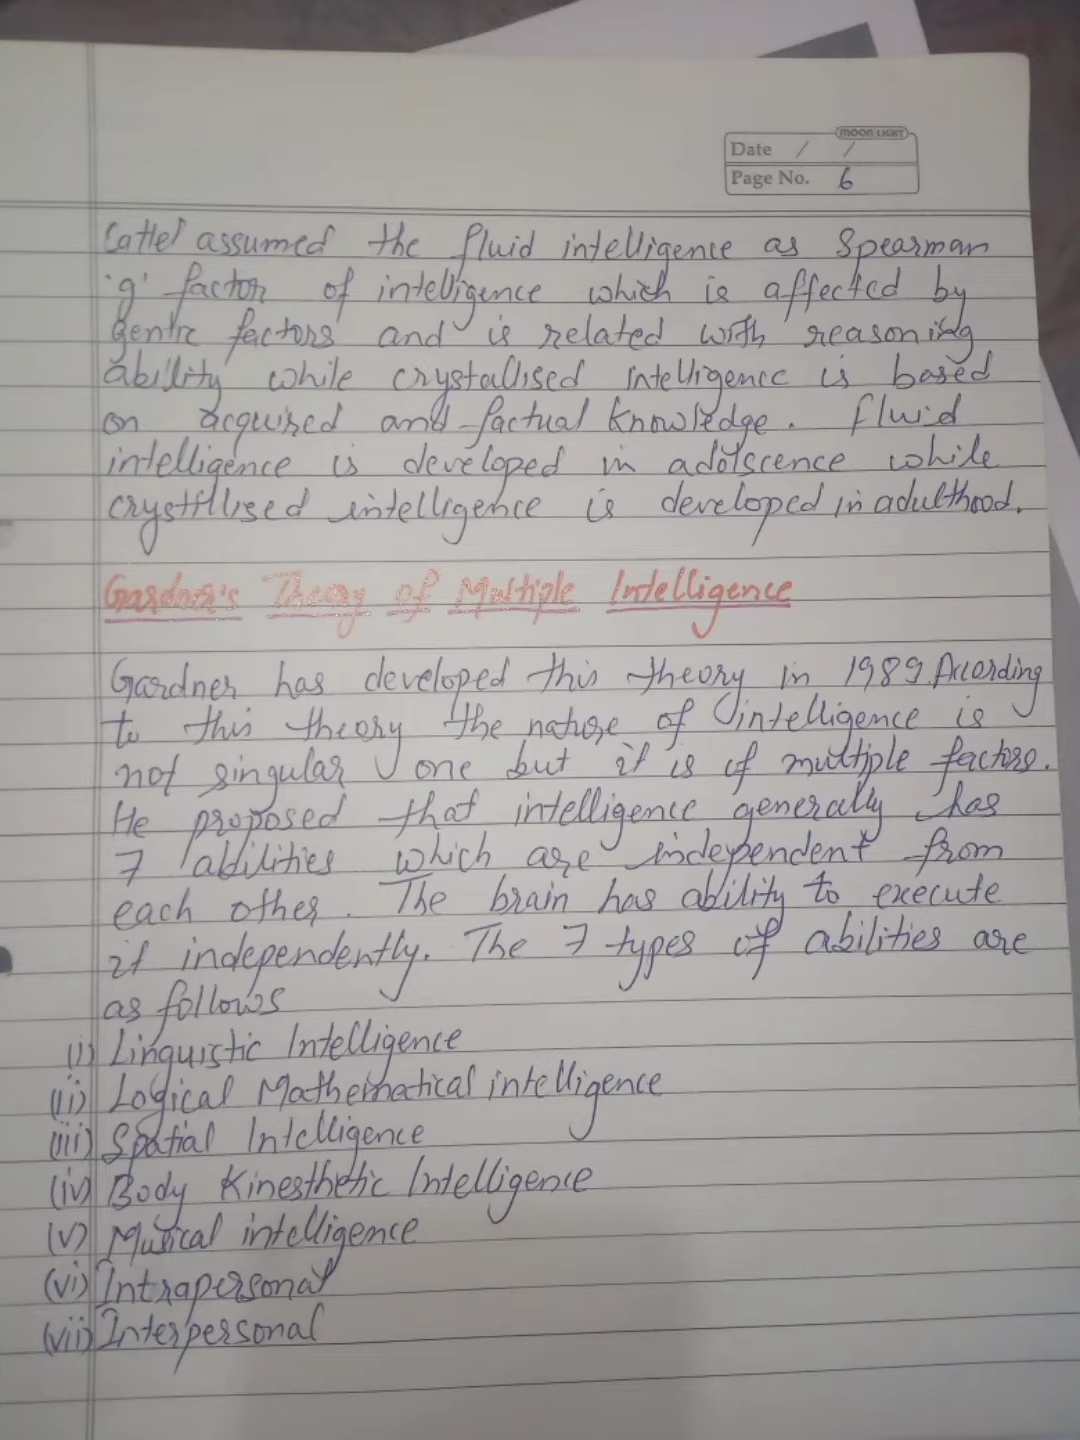 MOON LIGHT
Date / /
Page No. 6
Cattel assumed the fluid intelligence as Spearman
'g' factor of intelligence which is affected by
gentic factors and is related with reasoning
ability while crystallised intelligence is based
on acquired and factual knowledge. fluid
intelligence is developed in adolscence while
crysttllised intelligence is developed in adulthood.
Gardner's Theory of Multiple Intelligence
Gardner has developed this theory in 1989. According
to this theory the nature of intelligence is
not singular one but it is of multiple factors.
He proposed that intelligence generally has
7 abilities which are independent from
each other. The brain has ability to execute
it independently. The 7 types of abilities are
as follows
(i) Linguistic Intelligence
(ii) Logical Mathematical intelligence
(iii) Spatial Intelligence
(iv) Body Kinesthetic Intelligence
(v) Musical intelligence
(vi) Intrapersonal
(vii) Interpersonal